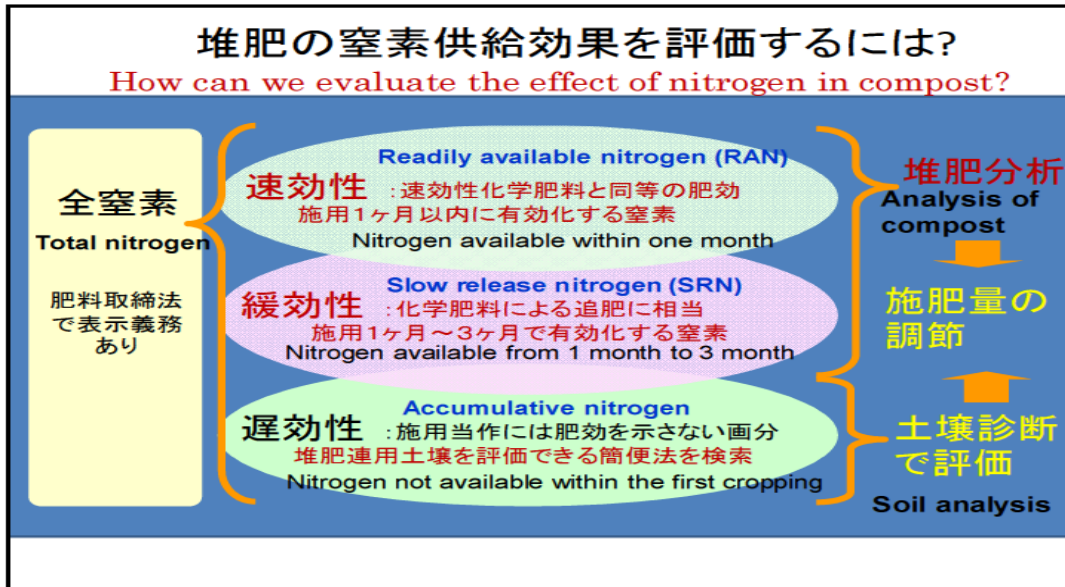 堆肥の窒素供給効果を評価するには?
How can we evaluate the effect of nitrogen in compost?
全窒素
Total nitrogen
肥料取締法
で表示義務
あり
Readily available nitrogen (RAN)
速効性 :速効性化学肥料と同等の肥効
施用1ヶ月以内に有効化する窒素
Nitrogen available within one month
Slow release nitrogen (SRN)
緩効性 :化学肥料による追肥に相当
施用1ヶ月~3ヶ月で有効化する窒素
Nitrogen available from 1 month to 3 month
Accumulative nitrogen
遅効性 :施用当作には肥効を示さない画分
堆肥連用土壌を評価できる簡便法を検索
Nitrogen not available within the first cropping
堆肥分析
Analysis of
compost
施肥量の
調節
土壌診断
で評価
Soil analysis